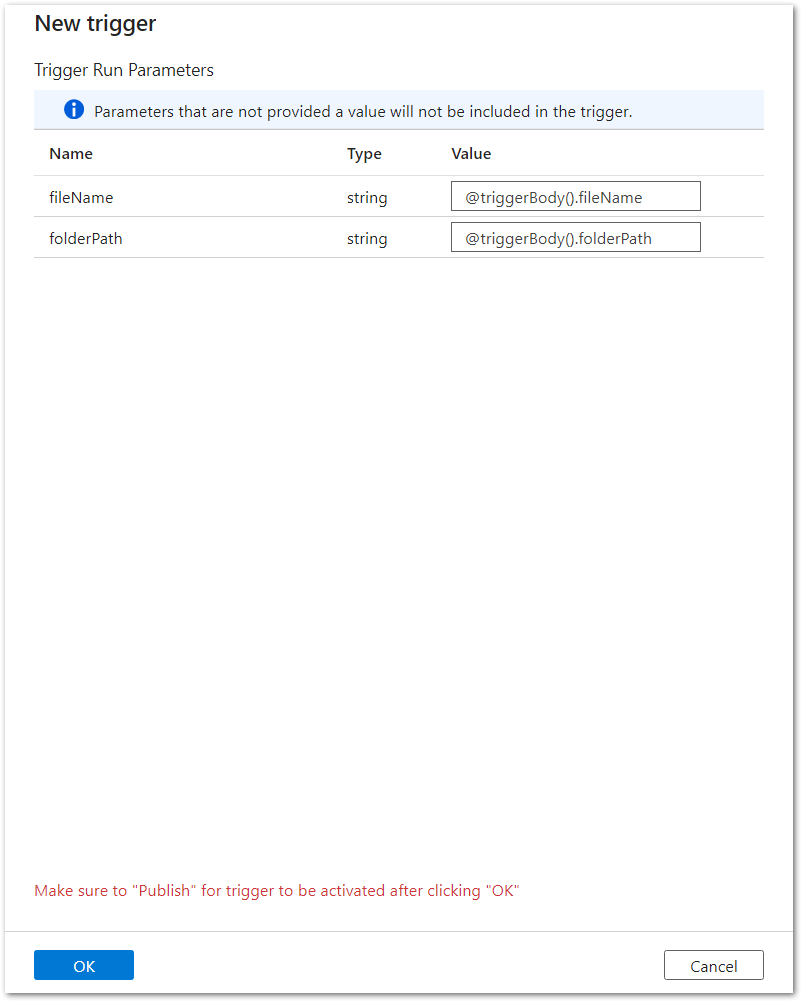 New trigger
Trigger Run Parameters
Parameters that are not provided a value will not be included in the trigger.
Name Type Value
fileName string @triggerBody().fileName
folderPath string @triggerBody().folderPath
Make sure to "Publish" for trigger to be activated after clicking "OK"
OK Cancel